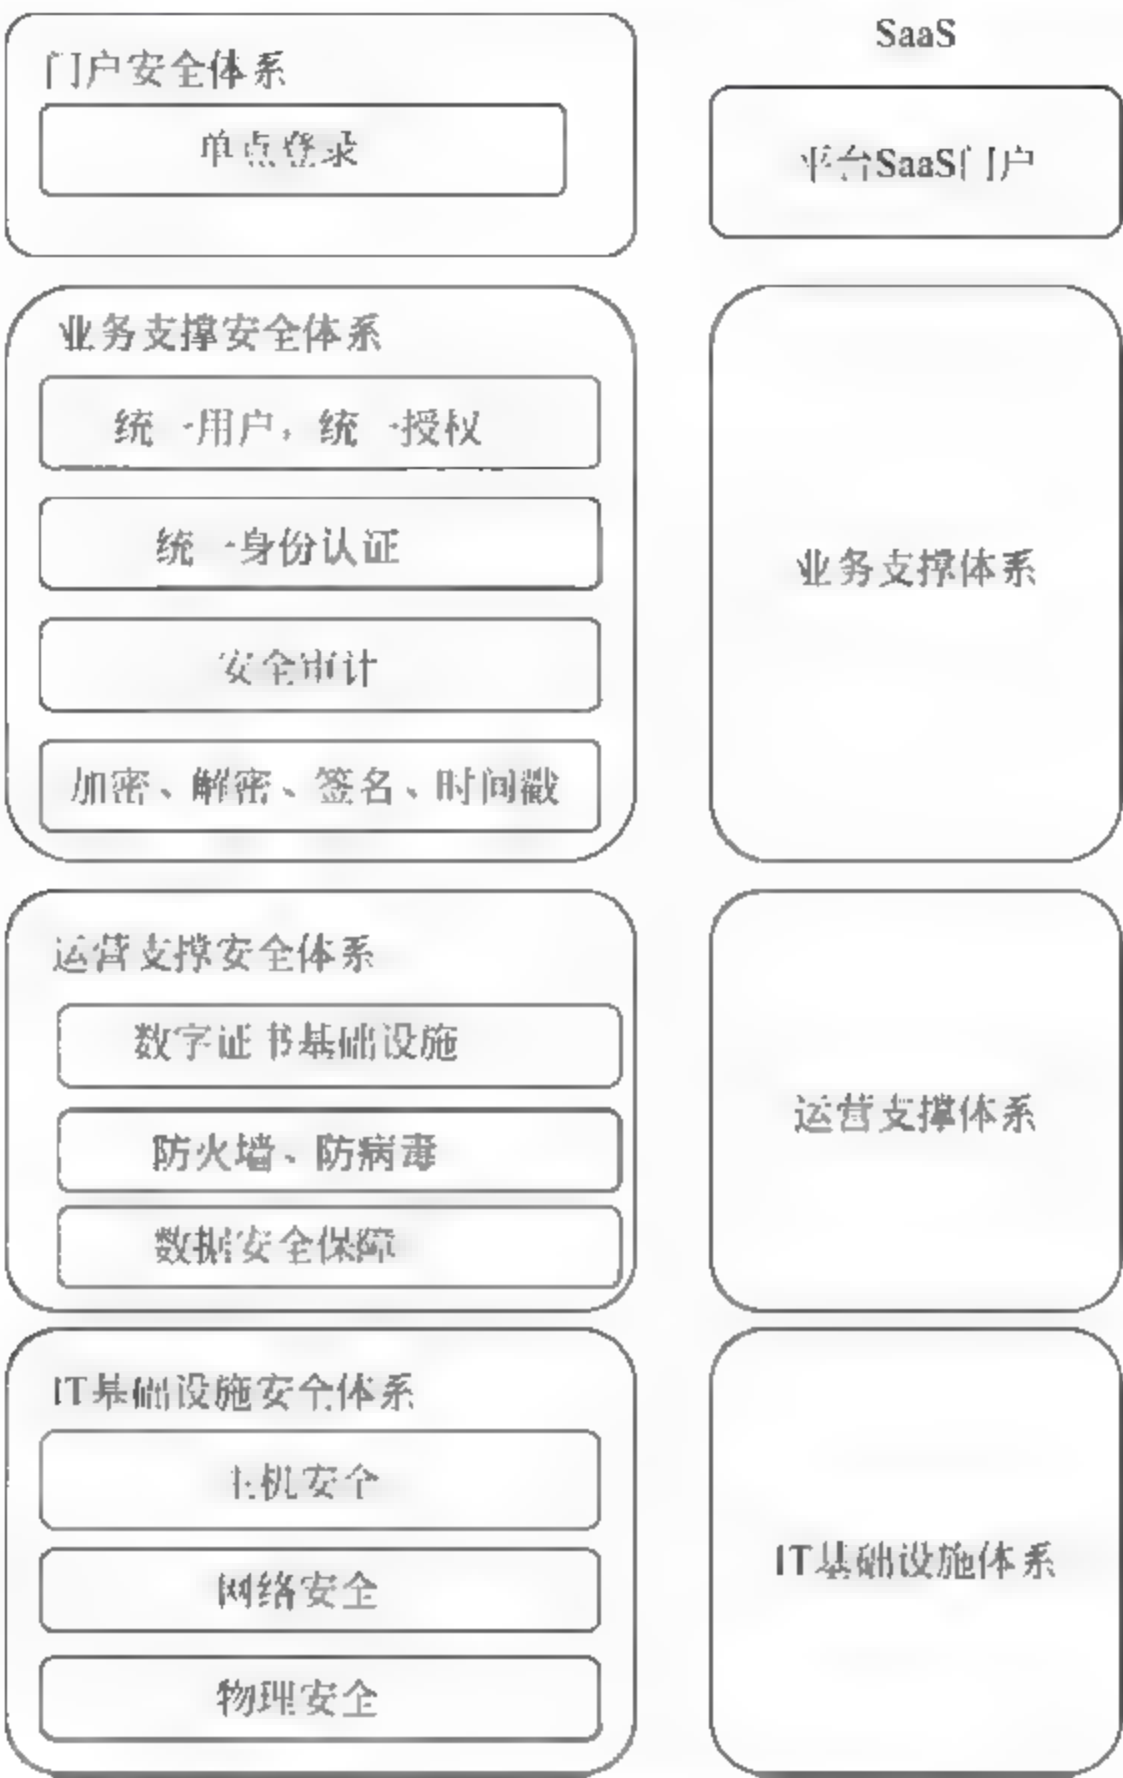 门户安全体系
单点登录
SaaS
平台SaaS门户
业务支撑安全体系
统一用户，统一授权
统一身份认证
安全审计
加密、解密、签名、时间戳
业务支撑体系
运营支撑安全体系
数字证书基础设施
防火墙、防病毒
数据安全保障
运营支撑体系
IT基础设施安全体系
主机安全
网络安全
物理安全
IT基础设施体系